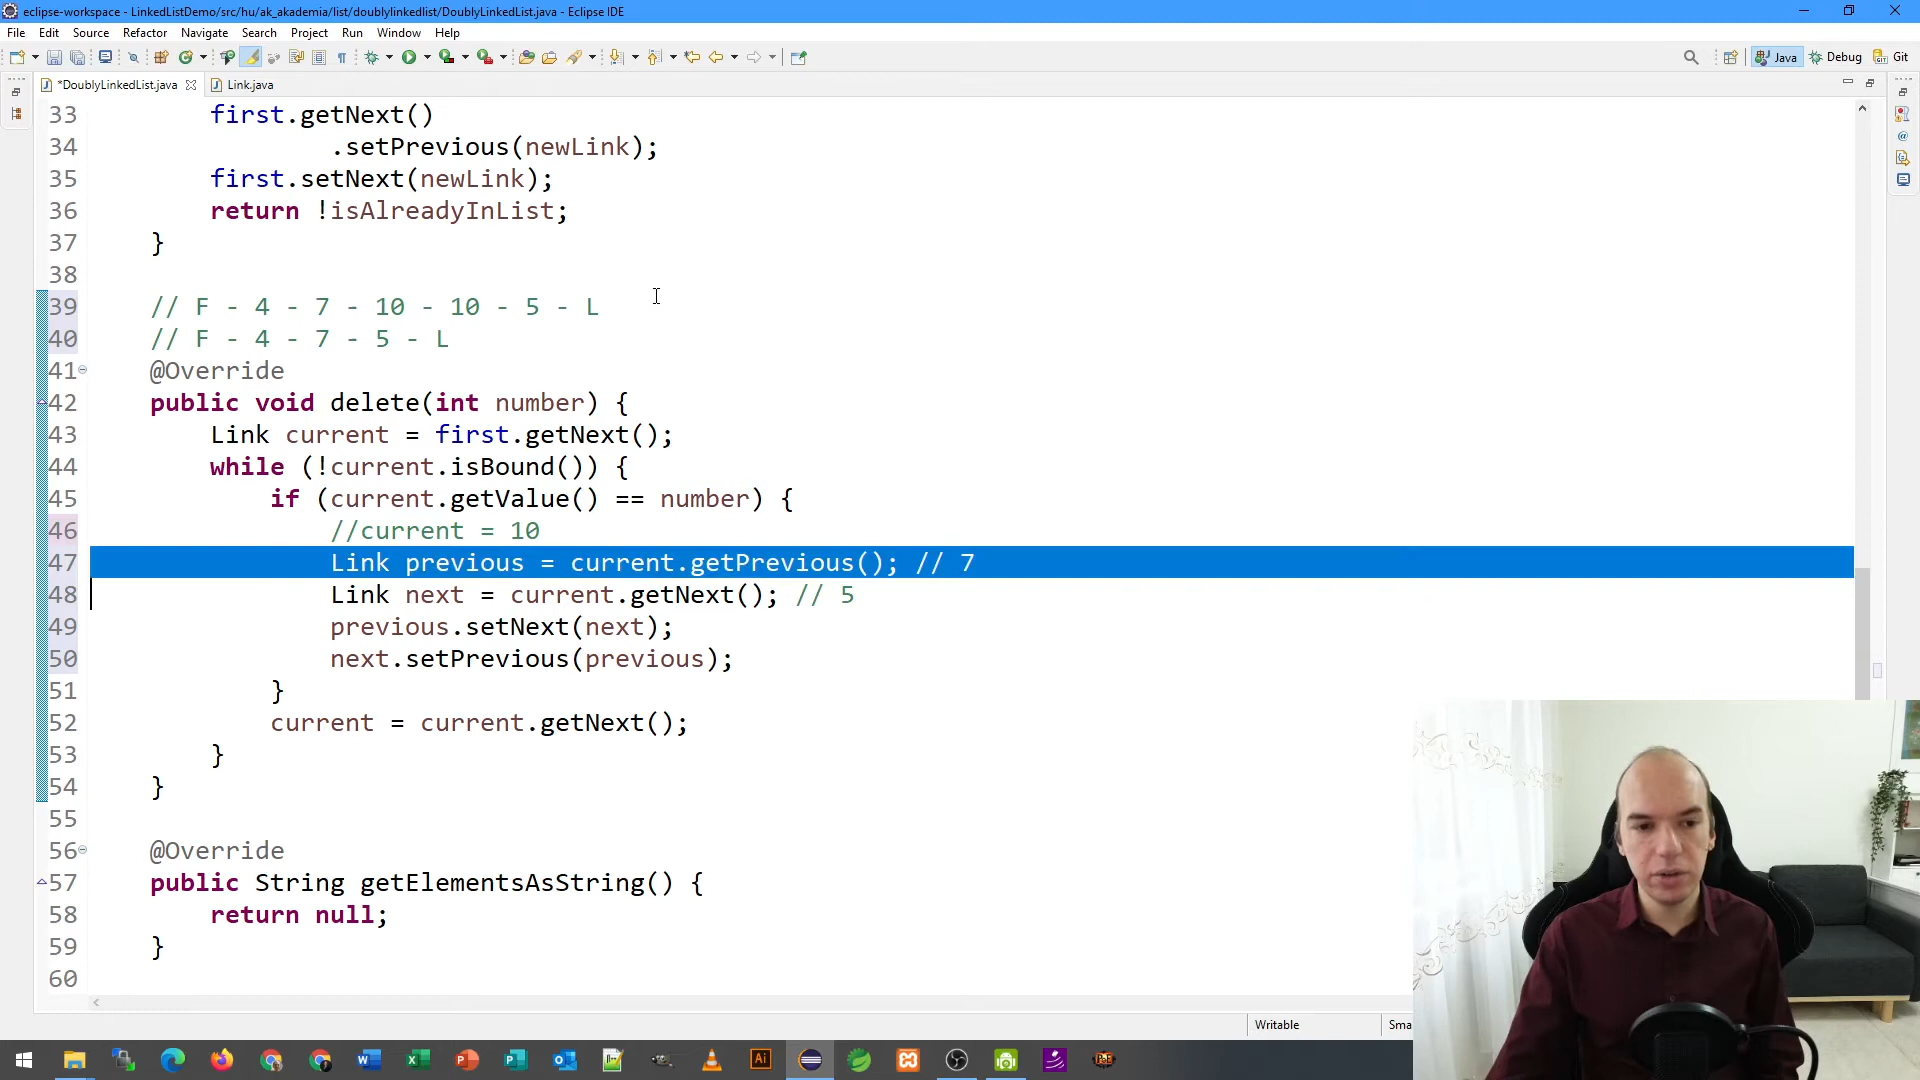 eclipse-workspace - LinkedListDemo/src/hu/ak_akademia/list/doublylinkedlist/DoublyLinkedList.java - Eclipse IDE
File Edit Source Refactor Navigate Search Project Run Window Help
Java Debug Git
*DoublyLinkedList.java Link.java
33 first.getNext()
34 .setPrevious(newLink);
35 first.setNext(newLink);
36 return !isAlreadyInList;
37 }
38
39 // F - 4 - 7 - 10 - 10 - 5 - L
40 // F - 4 - 7 - 5 - L
41 @Override
42 public void delete(int number) {
43 Link current = first.getNext();
44 while (!current.isBound()) {
45 if (current.getValue() == number) {
46 //current = 10
47 Link previous = current.getPrevious(); // 7
48 Link next = current.getNext(); // 5
49 previous.setNext(next);
50 next.setPrevious(previous);
51 }
52 current = current.getNext();
53 }
54 }
55
56 @Override
57 public String getElementsAsString() {
58 return null;
59 }
60
Writable Sma